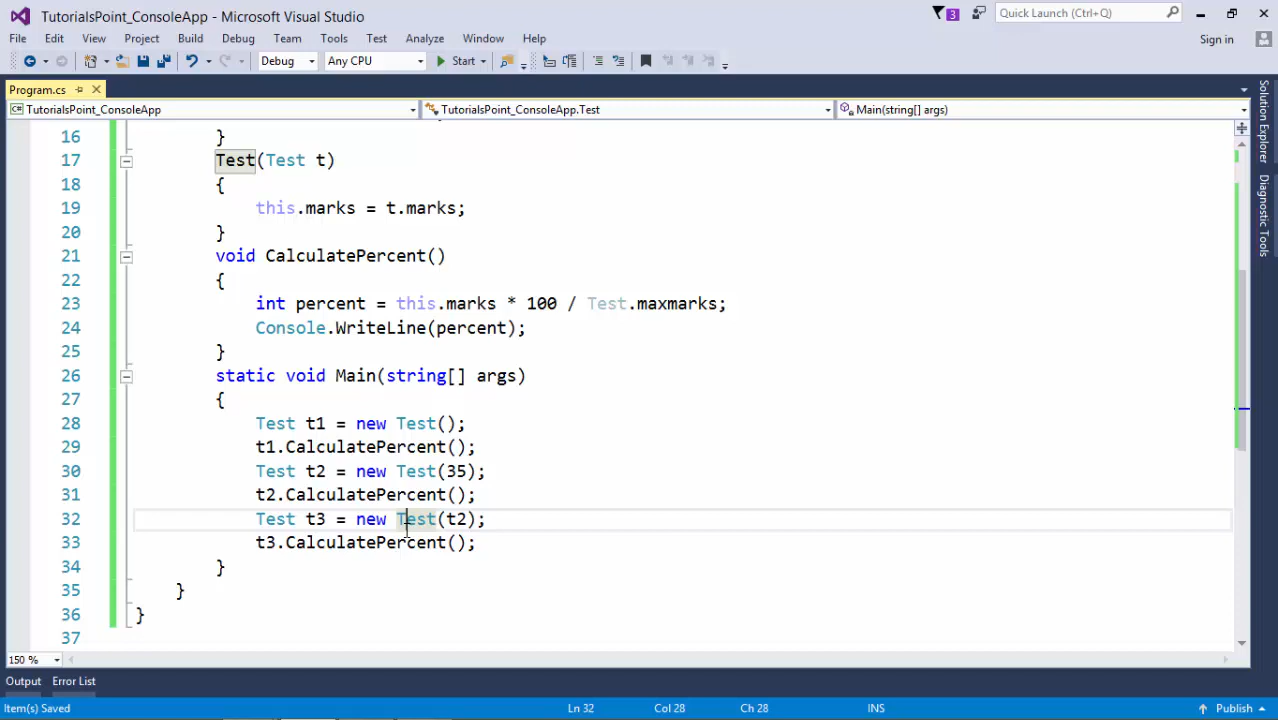 TutorialsPoint_ConsoleApp - Microsoft Visual Studio
3
Quick Launch (Ctrl+Q)
File Edit View Project Build Debug Team Tools Test Analyze Window Help
Sign in
Debug Any CPU Start
Program.cs
TutorialsPoint_ConsoleApp TutorialsPoint_ConsoleApp.Test Main(string[] args)
16 }
17 Test(Test t)
18 {
19 this.marks = t.marks;
20 }
21 void CalculatePercent()
22 {
23 int percent = this.marks * 100 / Test.maxmarks;
24 Console.WriteLine(percent);
25 }
26 static void Main(string[] args)
27 {
28 Test t1 = new Test();
29 t1.CalculatePercent();
30 Test t2 = new Test(35);
31 t2.CalculatePercent();
32 Test t3 = new Test(t2);
33 t3.CalculatePercent();
34 }
35 }
36 }
37
Solution Explorer
Diagnostic Tools
150 %
Output Error List
Item(s) Saved Ln 32 Col 28 Ch 28 INS Publish